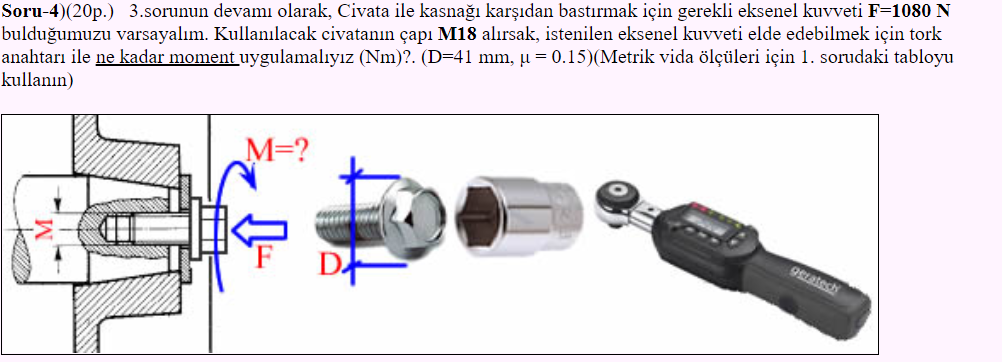 Soru-4)(20p.) 3.sorunun devamı olarak, Civata ile kasnağı karşıdan bastırmak için gerekli eksenel kuvveti F=1080 N
bulduğumuzu varsayalım. Kullanılacak civatanın çapı M18 alırsak, istenilen eksenel kuvveti elde edebilmek için tork
anahtarı ile ne kadar moment uygulamalıyız (Nm)?. (D=41 mm, μ = 0.15)(Metrik vida ölçüleri için 1. sorudaki tabloyu
kullanın)
M=?
M
F
D
geratech